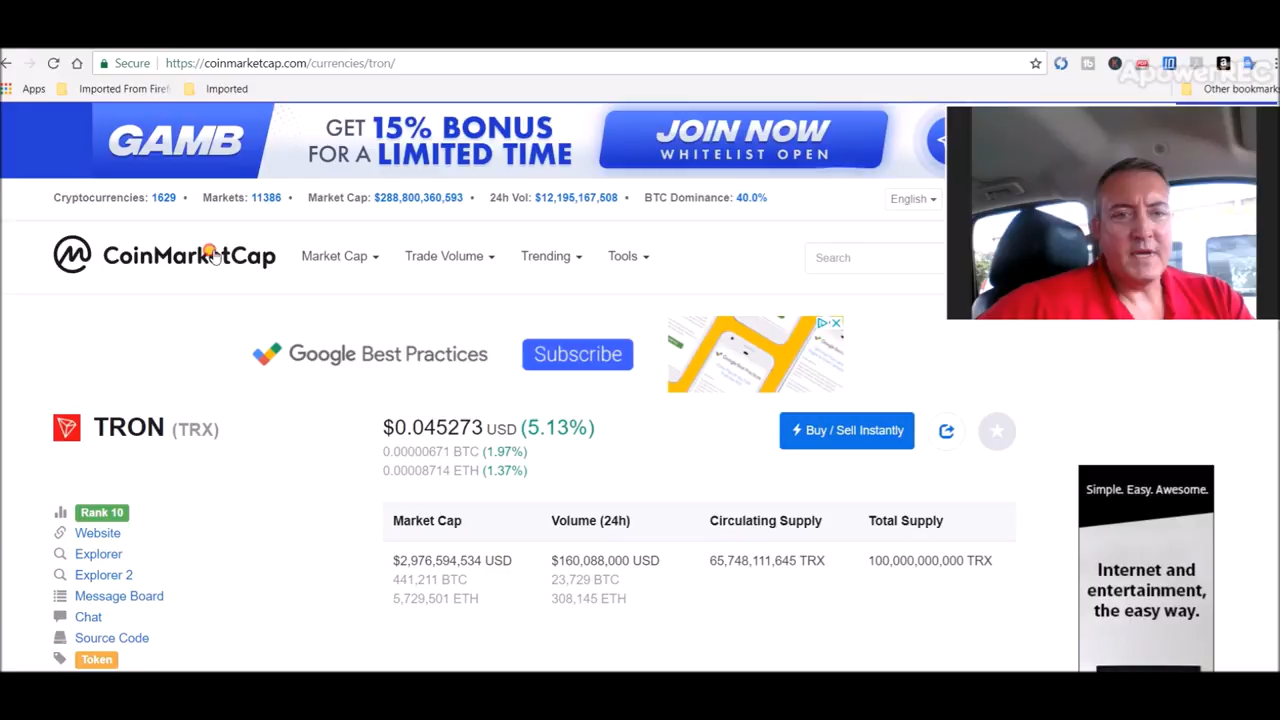 ApowerREC
Secure https://coinmarketcap.com/currencies/tron/
Apps Imported From Firef Imported Other bookmark
GAMB
GET 15% BONUS
FOR A LIMITED TIME
JOIN NOW
WHITELIST OPEN
Cryptocurrencies: 1629 • Markets: 11386 • Market Cap: $288,800,360,593 • 24h Vol: $12,195,167,508 • BTC Dominance: 40.0%
English
CoinMarketCap
Market Cap Trade Volume Trending Tools
Search
Google Best Practices
Subscribe
TRON (TRX)
$0.045273 USD (5.13%)
0.00000671 BTC (1.97%)
0.00008714 ETH (1.37%)
Buy / Sell Instantly
Rank 10
Website
Explorer
Explorer 2
Message Board
Chat
Source Code
Token
Market Cap Volume (24h) Circulating Supply Total Supply
$2,976,594,534 USD $160,088,000 USD 65,748,111,645 TRX 100,000,000,000 TRX
441,211 BTC 23,729 BTC
5,729,501 ETH 308,145 ETH
Simple. Easy. Awesome.
Internet and
entertainment,
the easy way.